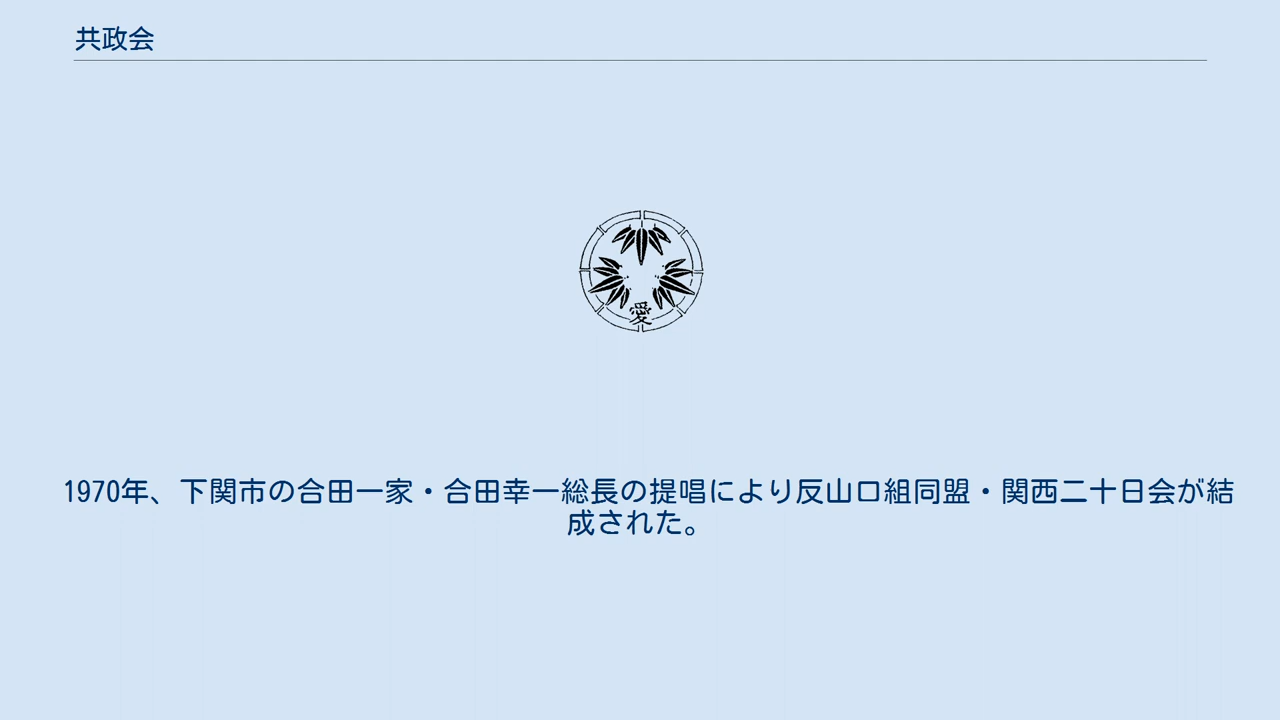 共政会
愛
1970年、下関市の合田一家・合田幸一総長の提唱により反山口組同盟・関西二十日会が結
成された。